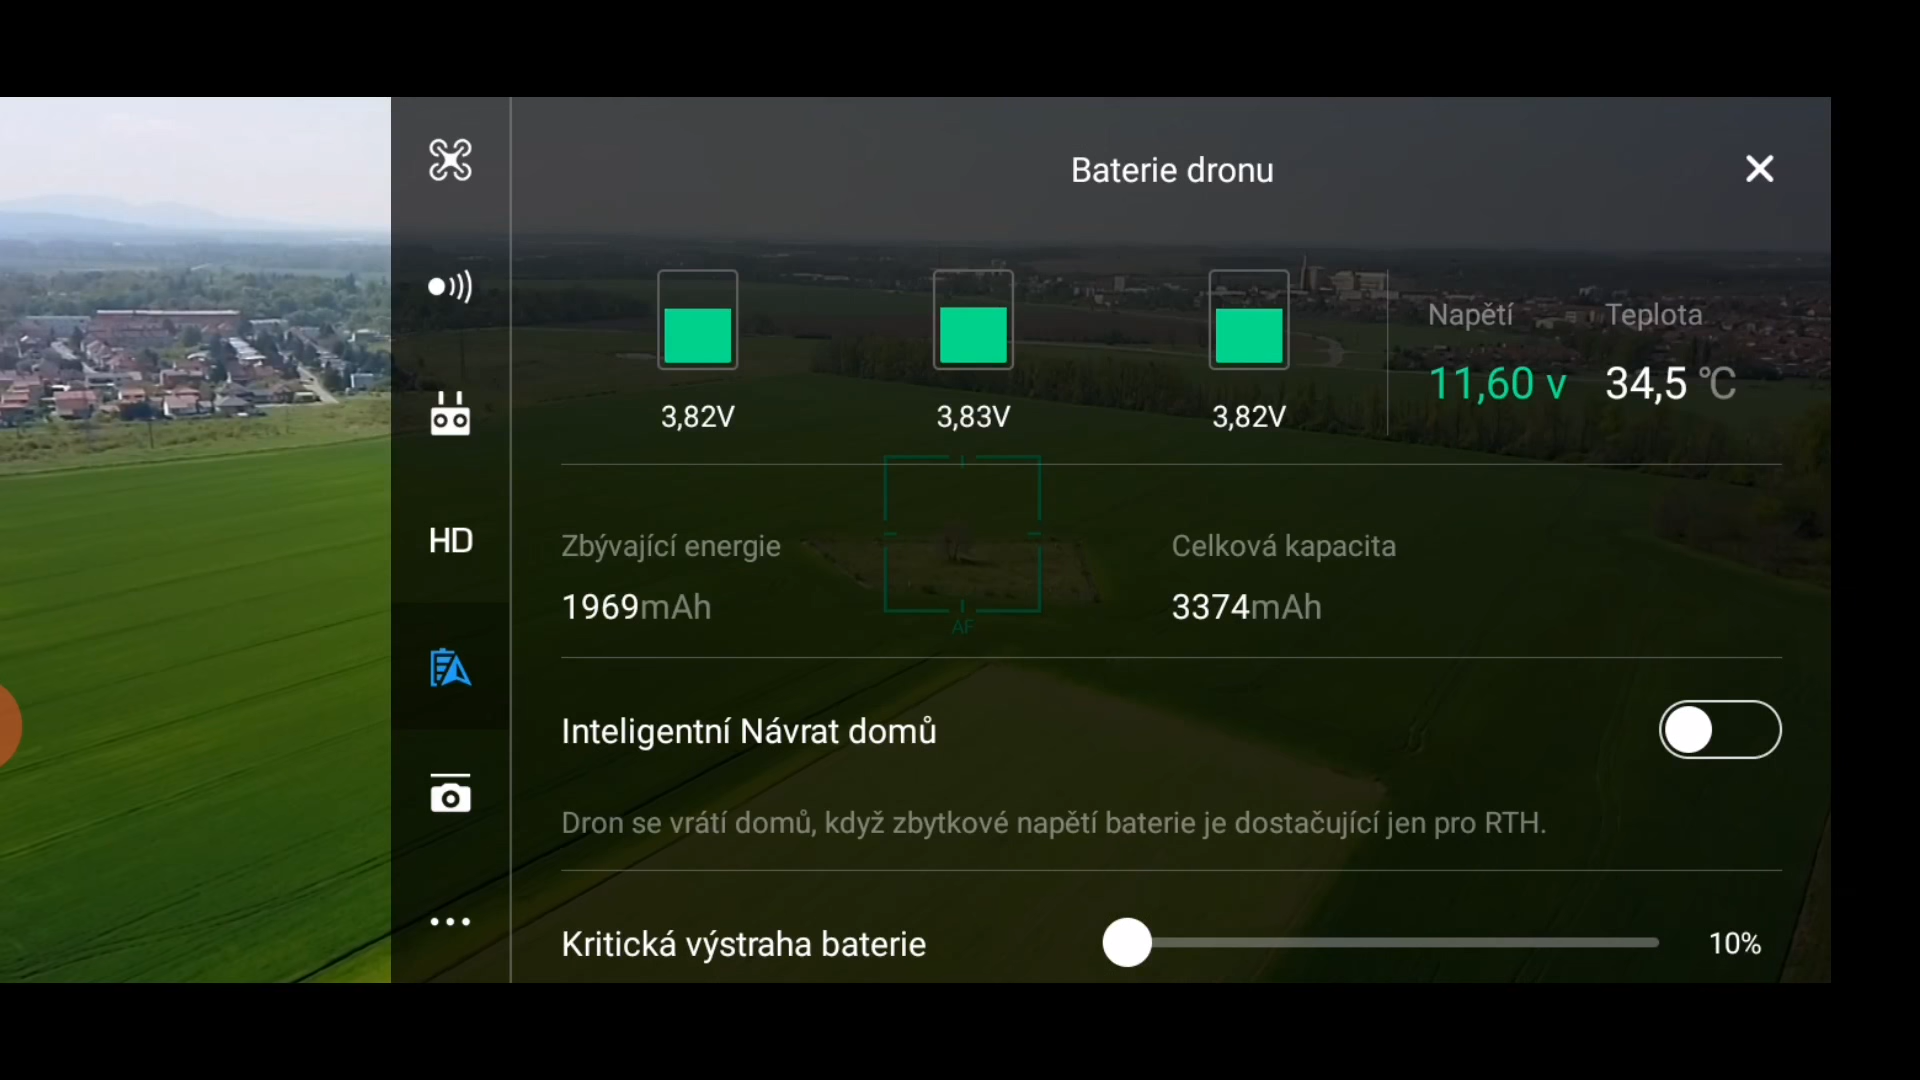 Baterie dronu
3,82V
3,83V
3,82V
Napětí
Teplota
11,60 v
34,5 °C
HD
Zbývající energie
Celková kapacita
1969mAh
3374mAh
AF
Inteligentní Návrat domů
Dron se vrátí domů, když zbytkové napětí baterie je dostačující jen pro RTH.
Kritická výstraha baterie
10%